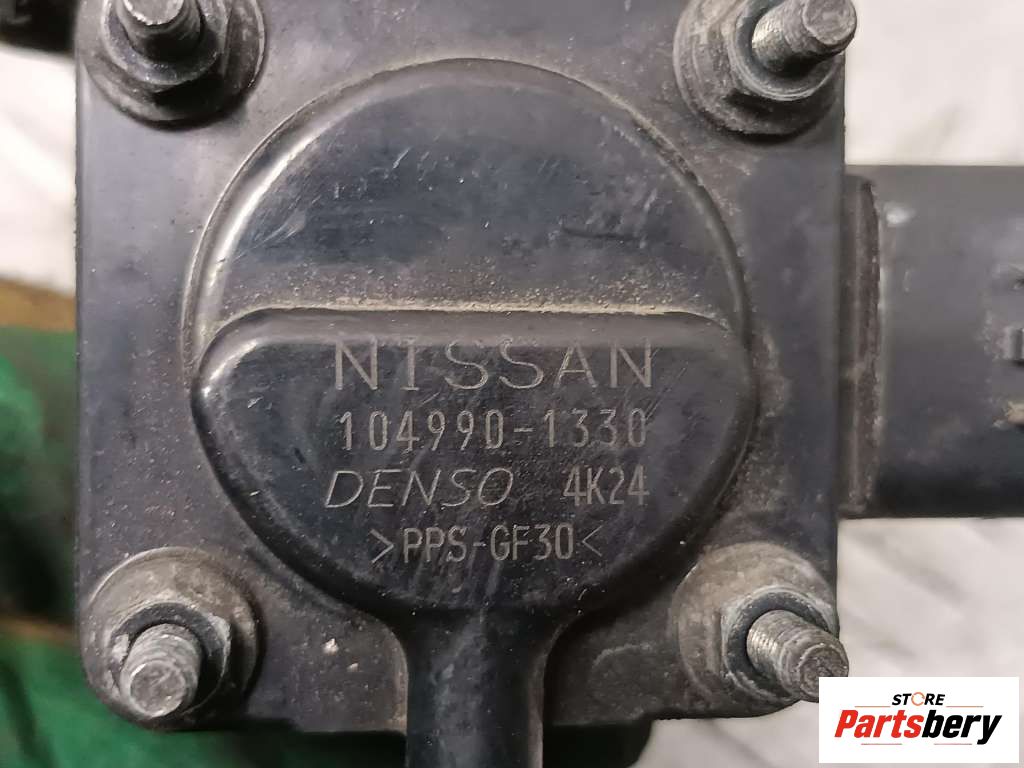 NISSAN
104990-1330
DENSO 4K24
>PPS-GF30<
STORE
Partsbery